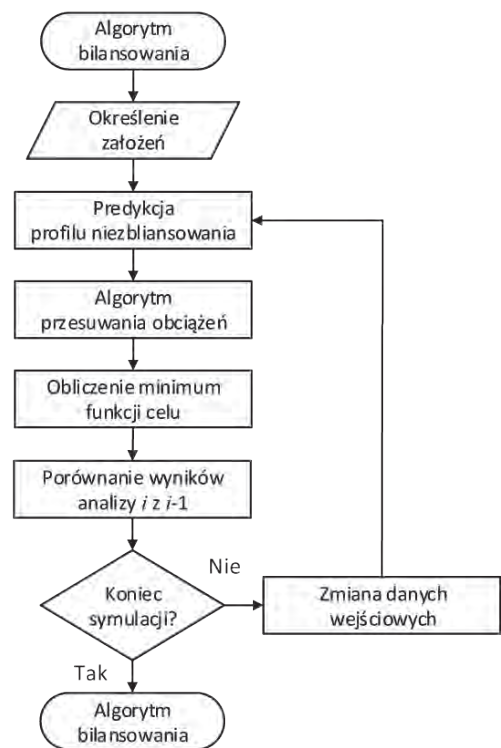 Algorytm
bilansowania
Określenie
założeń
Predykcja
profilu niezbliansowania
Algorytm
przesuwania obciążeń
Obliczenie minimum
funkcji celu
Porównanie wyników
analizy i z i-1
Koniec
symulacji?
Nie
Zmiana danych
wejściowych
Tak
Algorytm
bilansowania